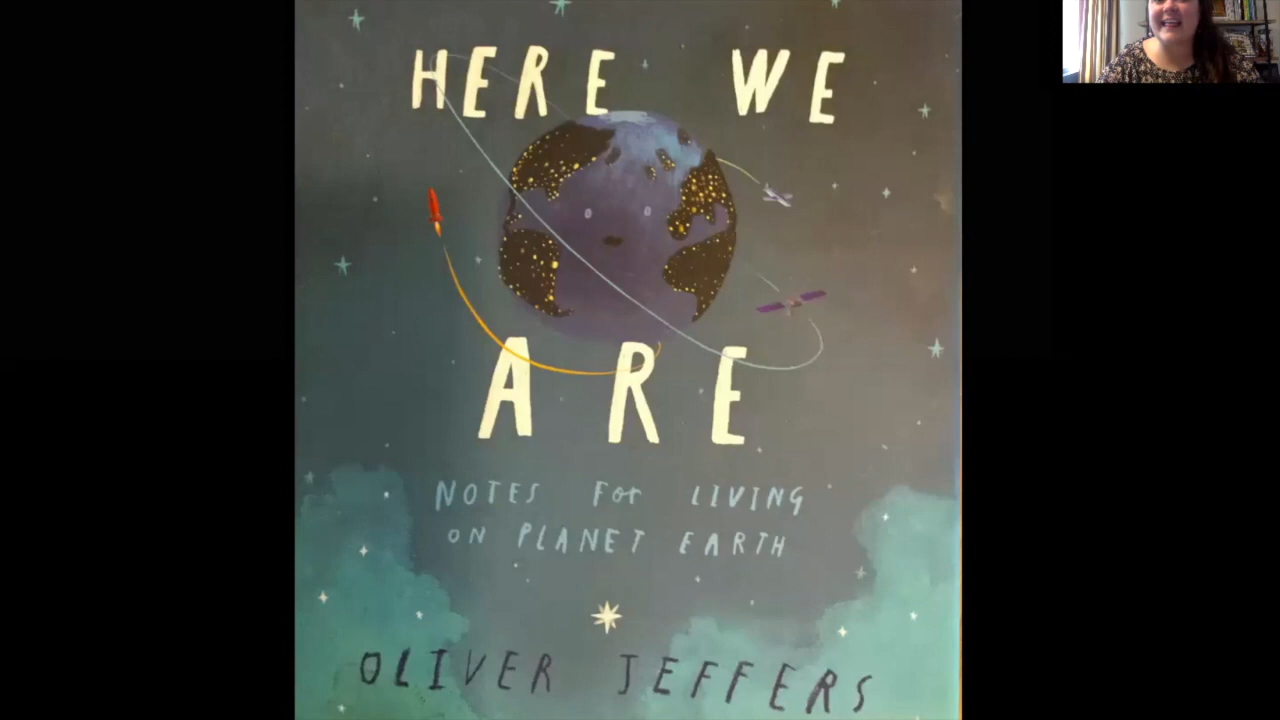 HERE WE
ARE
NOTES FOR LIVING
ON PLANET EARTH
OLIVER JEFFERS